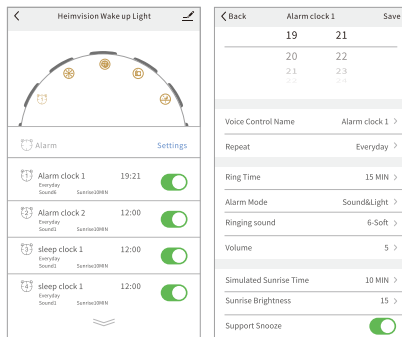 Heimvision Wake up Light
Alarm
Settings
Alarm clock 1 19:21
Everyday
Sound6 Sunrise10MIN
Alarm clock 2 12:00
Everyday
Sound1 Sunrise10MIN
sleep clock 1 12:00
Everyday
Sound1 Sunrise10MIN
sleep clock 1 12:00
Everyday
Sound1 Sunrise10MIN
Back Alarm clock 1 Save
19 21
20 22
21 23
Voice Control Name Alarm clock 1
Repeat Everyday
Ring Time 15 MIN
Alarm Mode Sound&Light
Ringing sound 6-Soft
Volume 5
Simulated Sunrise Time 10 MIN
Sunrise Brightness 15
Support Snooze